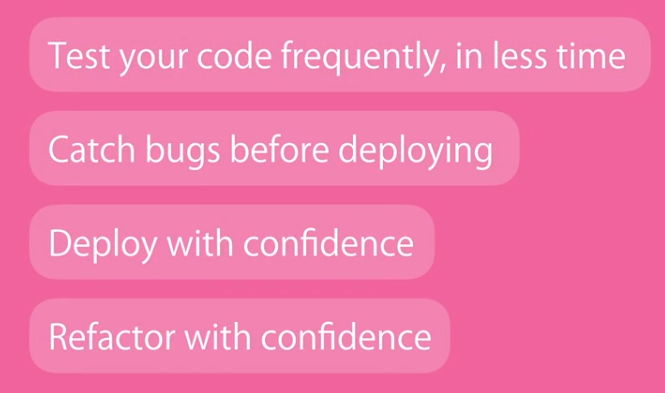 Test your code frequently, in less time
Catch bugs before deploying
Deploy with confidence
Refactor with confidence